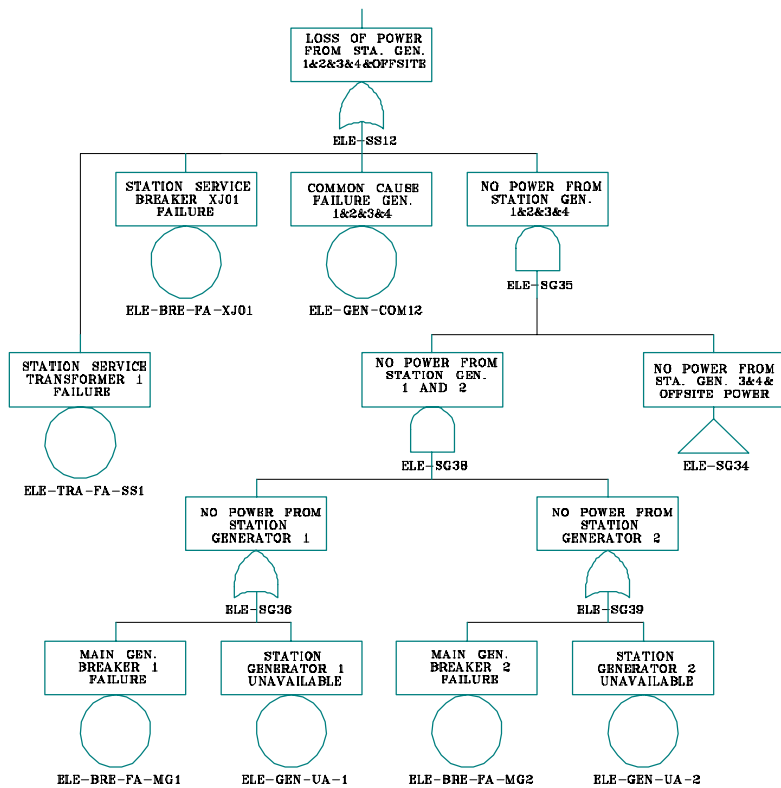 LOSS OF POWER
FROM STA. GEN.
1&2&3&4&OFFSITE
ELE-SS12
STATION SERVICE
BREAKER XJ01
FAILURE
ELE-BRE-FA-XJ01
COMMON CAUSE
FAILURE GEN.
1&2&3&4
ELE-GEN-COM12
NO POWER FROM
STATION GEN.
1&2&3&4
ELE-SG35
STATION SERVICE
TRANSFORMER 1
FAILURE
ELE-TRA-FA-SS1
NO POWER FROM
STATION GEN.
1 AND 2
ELE-SG38
NO POWER FROM
STA. GEN. 3&4&
OFFSITE POWER
ELE-SG34
NO POWER FROM
STATION
GENERATOR 1
ELE-SG36
NO POWER FROM
STATION
GENERATOR 2
ELE-SG39
MAIN GEN.
BREAKER 1
FAILURE
ELE-BRE-FA-MG1
STATION
GENERATOR 1
UNAVAILABLE
ELE-GEN-UA-1
MAIN GEN.
BREAKER 2
FAILURE
ELE-BRE-FA-MG2
STATION
GENERATOR 2
UNAVAILABLE
ELE-GEN-UA-2